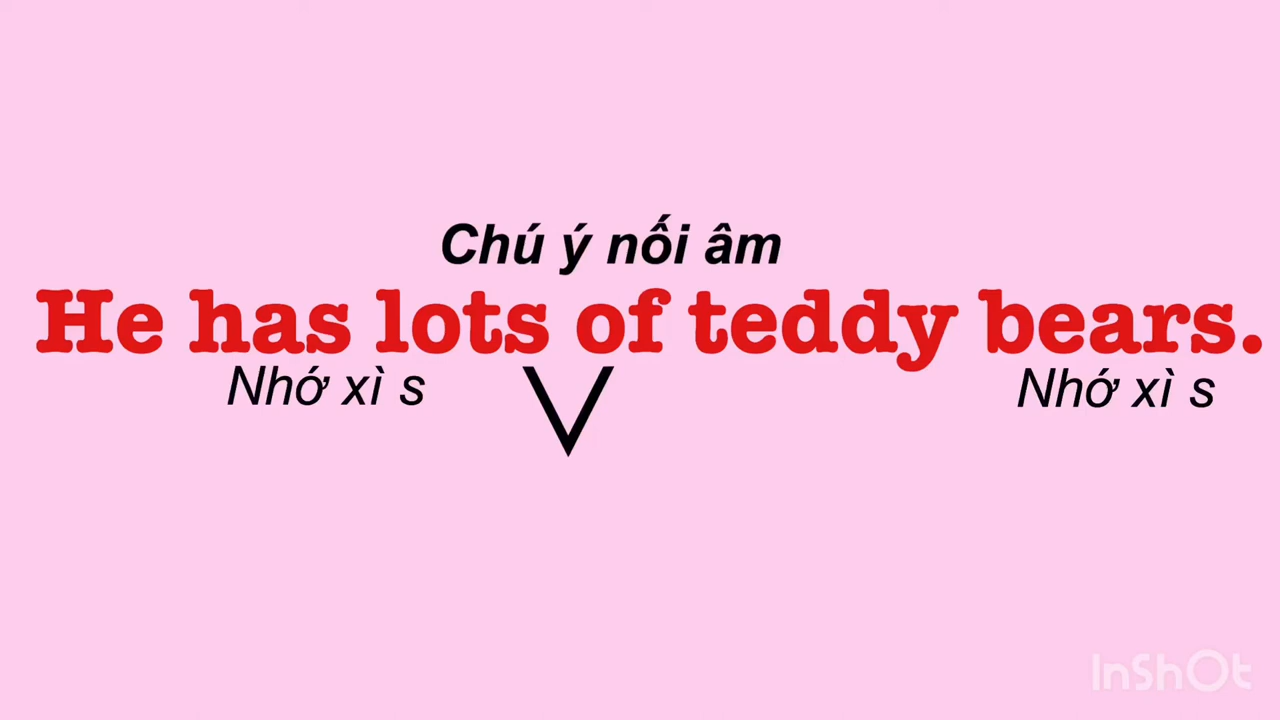 Chú ý nối âm
He has lots of teddy bears.
Nhớ xì s
Nhớ xì s
V
InShOt